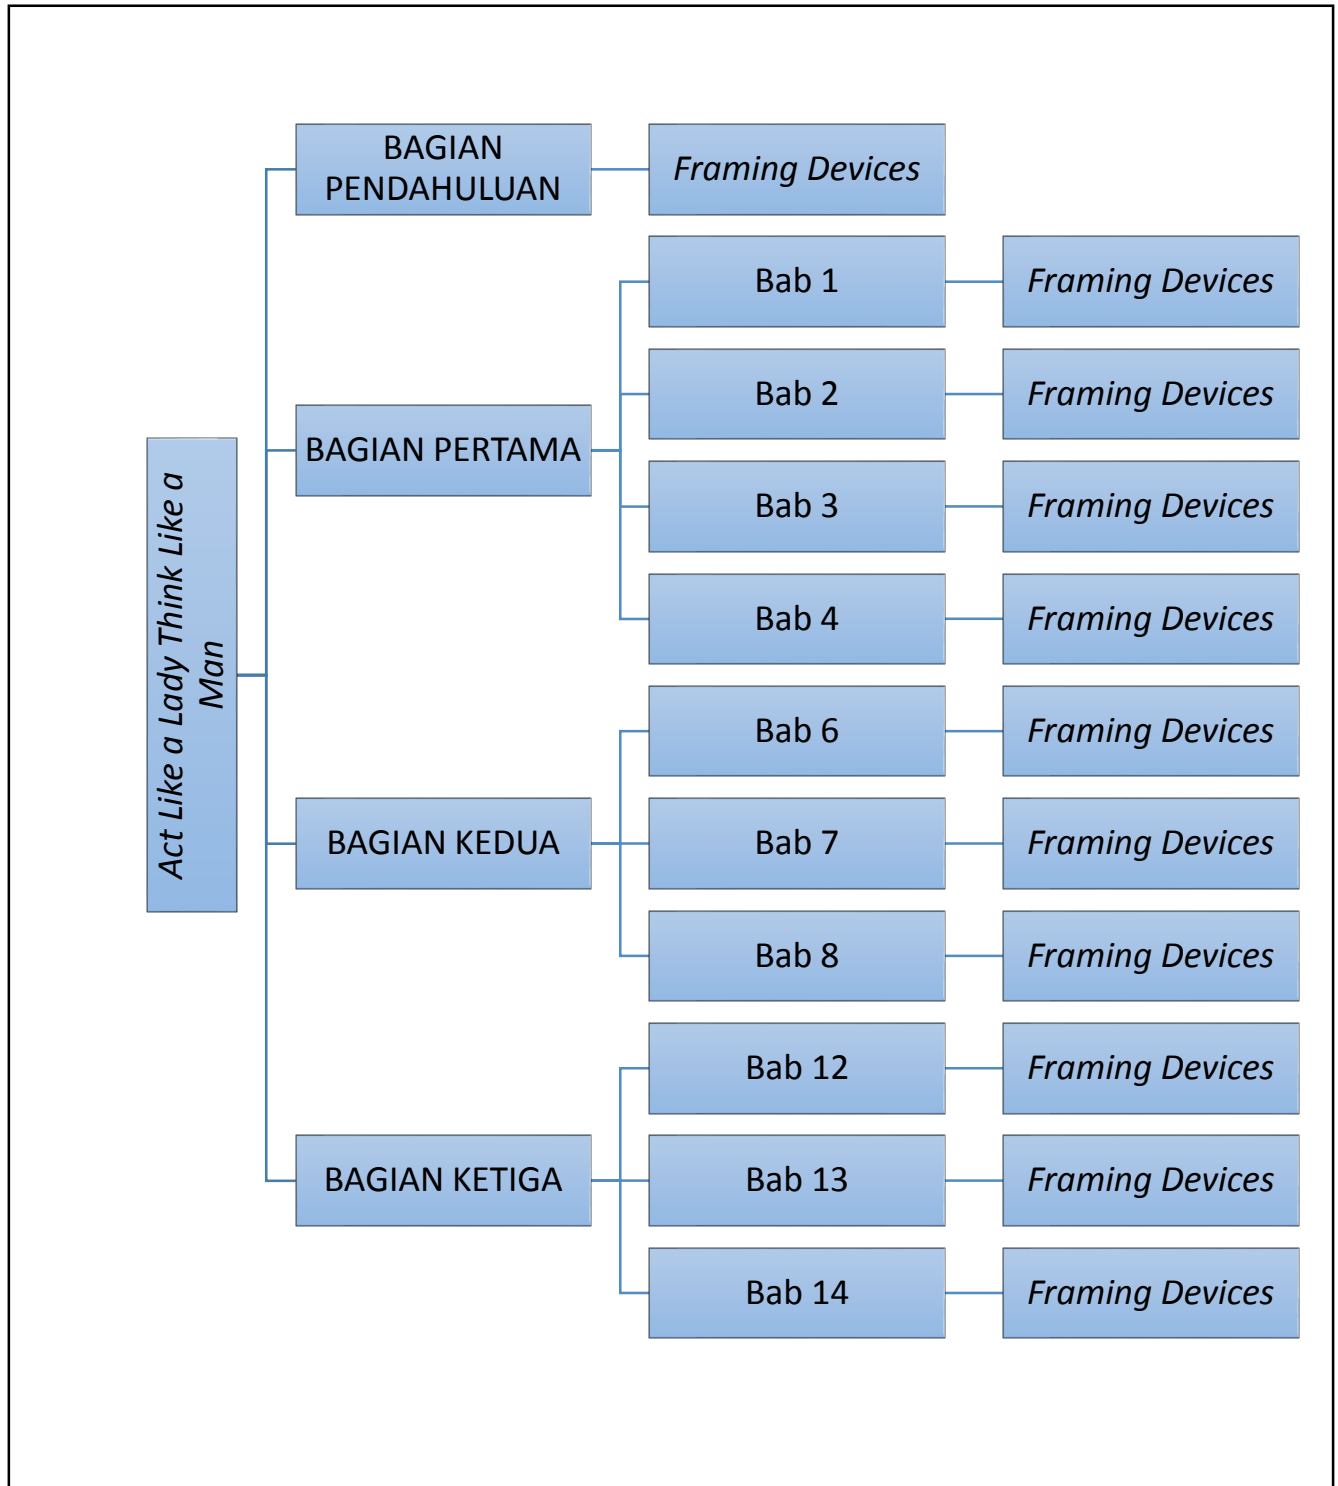 Act Like a Lady Think Like a
Man
BAGIAN
PENDAHULUAN
Framing Devices
BAGIAN PERTAMA
Bab 1
Framing Devices
Bab 2
Framing Devices
Bab 3
Framing Devices
Bab 4
Framing Devices
BAGIAN KEDUA
Bab 6
Framing Devices
Bab 7
Framing Devices
Bab 8
Framing Devices
BAGIAN KETIGA
Bab 12
Framing Devices
Bab 13
Framing Devices
Bab 14
Framing Devices